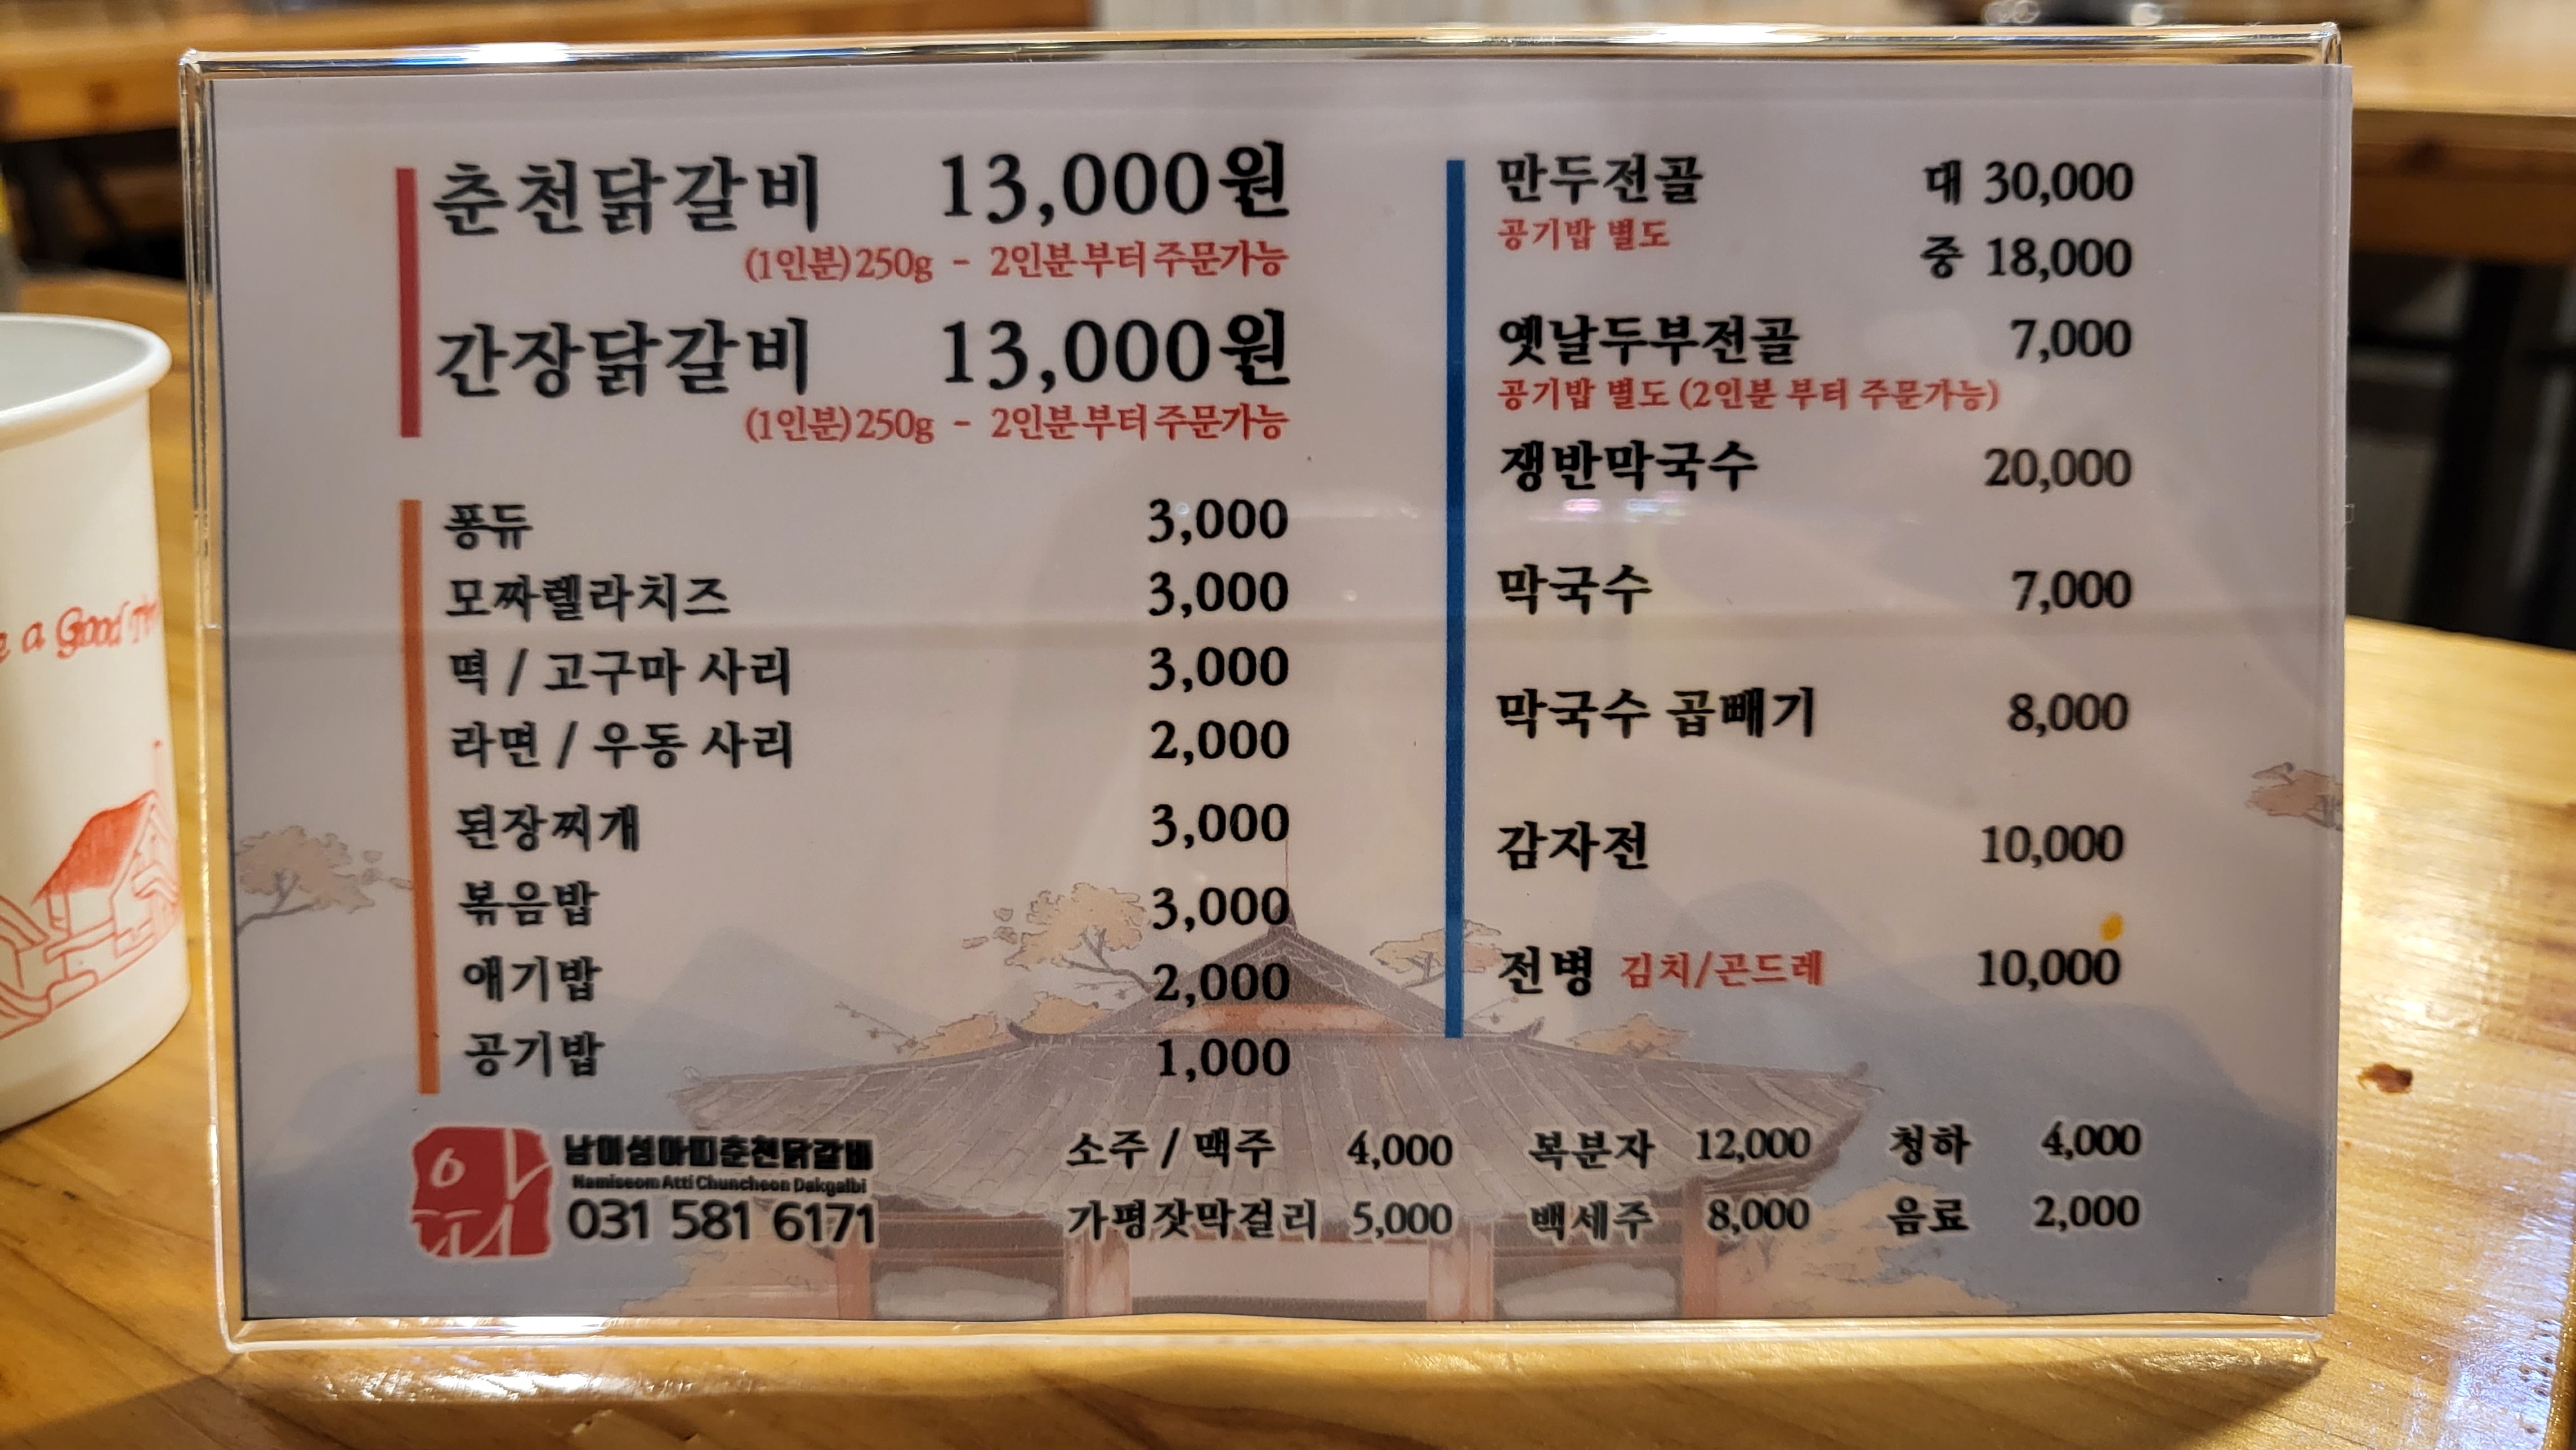 춘천닭갈비 13,000원
(1인분)250g - 2인분부터 주문가능
간장닭갈비 13,000원
(1인분)250g - 2인분부터 주문가능
퐁듀 3,000
모짜렐라치즈 3,000
떡 / 고구마 사리 3,000
라면 / 우동 사리 2,000
된장찌개 3,000
볶음밥 3,000
애기밥 2,000
공기밥 1,000
만두전골 대 30,000
공기밥 별도
중 18,000
옛날두부전골 7,000
공기밥 별도 (2인분 부터 주문가능)
쟁반막국수 20,000
막국수 7,000
막국수 곱빼기 8,000
감자전 10,000
전병 김치/곤드레 10,000
남이섬아띠춘천닭갈비
Namiseom Atti Chuncheon Dakgalbi
031 581 6171
소주 / 맥주 4,000 복분자 12,000 청하 4,000
가평잣막걸리 5,000 백세주 8,000 음료 2,000
a Good